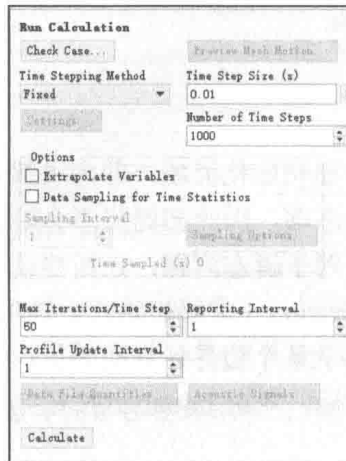 Run Calculation
Check Case...
Preview Mesh Motion...
Time Stepping Method
Time Step Size (s)
Fixed
0.01
Settings...
Number of Time Steps
1000
Options
Extrapolate Variables
Data Sampling for Time Statistics
Sampling Interval
1
Sampling Options...
Time Sampled (s) 0
Max Iterations/Time Step
Reporting Interval
60
1
Profile Update Interval
1
Data File Quantities...
Acoustic Signals...
Calculate